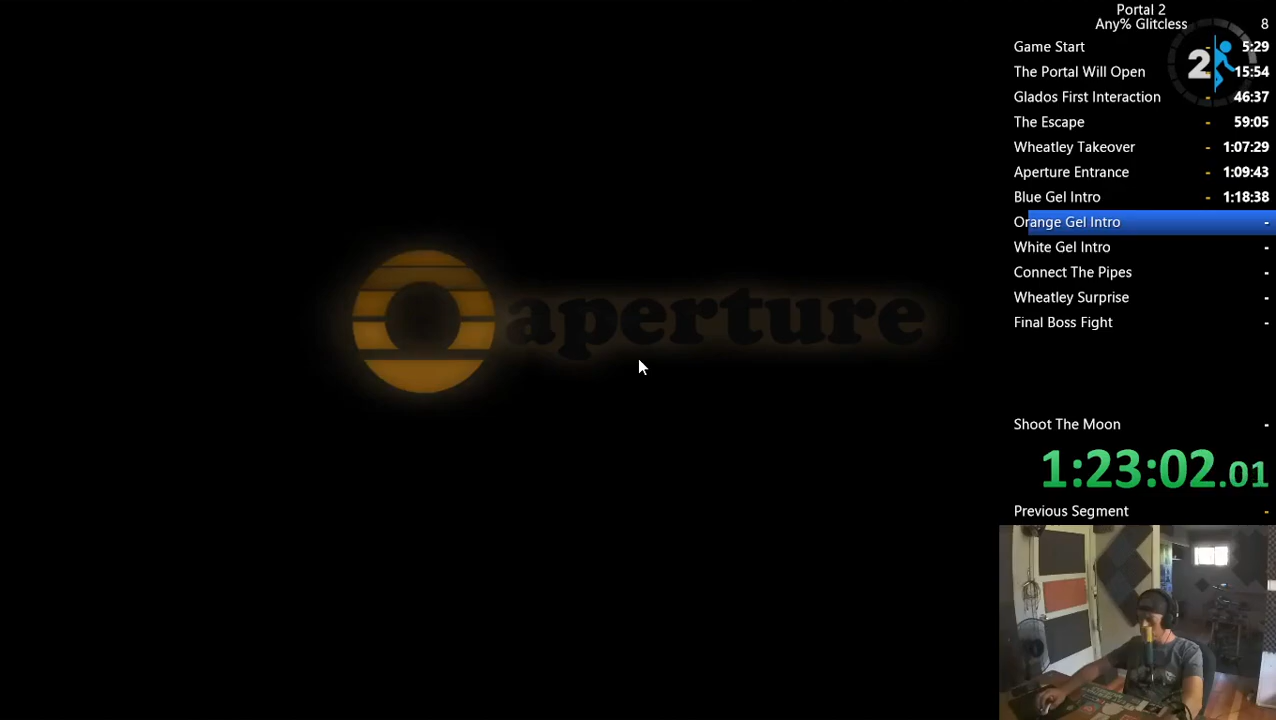 Portal 2
Any% Glitcless 8
2
Game Start - 5:29
The Portal Will Open - 15:54
Glados First Interaction - 46:37
The Escape - 59:05
Wheatley Takeover - 1:07:29
Aperture Entrance - 1:09:43
Blue Gel Intro - 1:18:38
Orange Gel Intro -
White Gel Intro -
aperture
Connect The Pipes -
Wheatley Surprise -
Final Boss Fight -
Shoot The Moon -
1:23:02.01
Previous Segment -